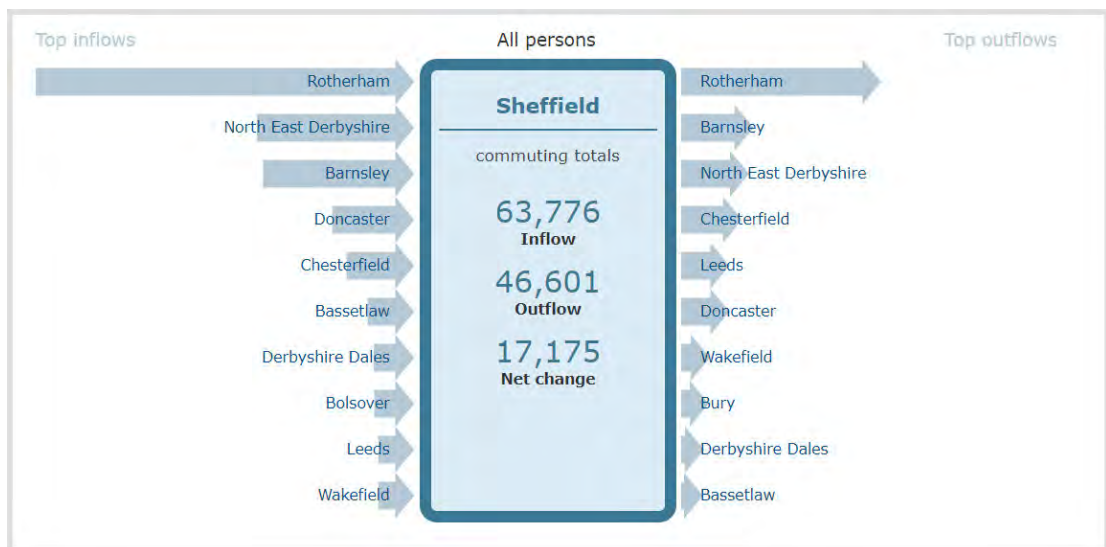 Top inflows
All persons
Top outflows
Rotherham
North East Derbyshire
Barnsley
Doncaster
Chesterfield
Bassetlaw
Derbyshire Dales
Bolsover
Leeds
Wakefield
Sheffield
commuting totals
63,776
Inflow
46,601
Outflow
17,175
Net change
Rotherham
Barnsley
North East Derbyshire
Chesterfield
Leeds
Doncaster
Wakefield
Bury
Derbyshire Dales
Bassetlaw